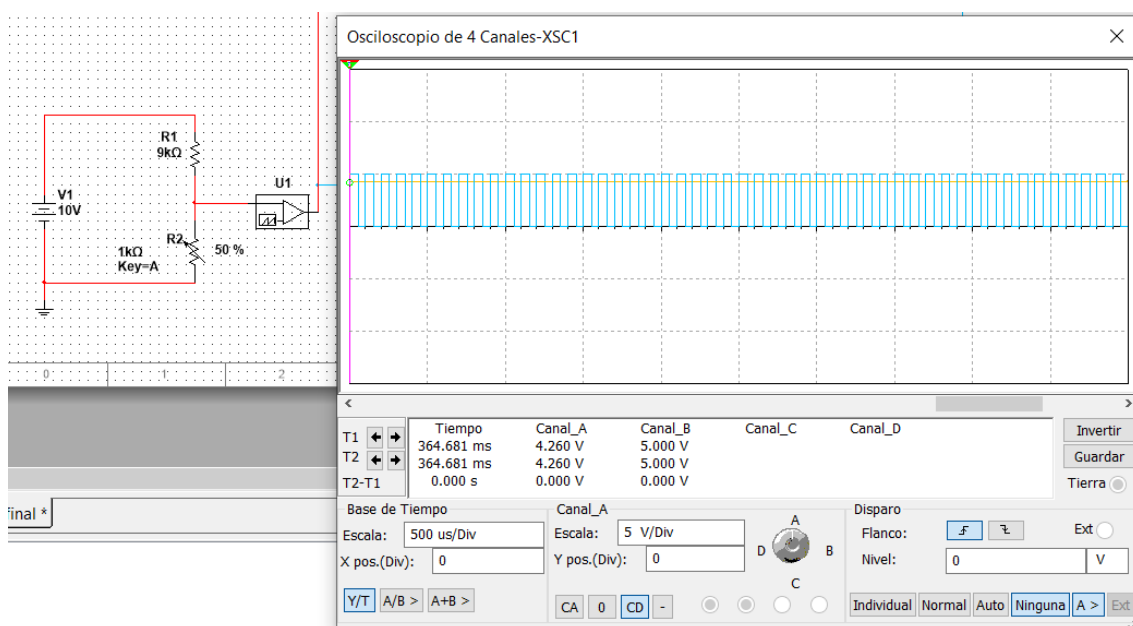 Osciloscopio de 4 Canales-XSC1
R1
9kΩ
U1
V1
10V
R2
50 %
1kΩ
Key=A
0 1 2
final *
Tiempo Canal_A Canal_B Canal_C Canal_D
T1 364.681 ms 4.260 V 5.000 V
T2 364.681 ms 4.260 V 5.000 V
T2-T1 0.000 s 0.000 V 0.000 V
Invertir
Guardar
Tierra
Base de Tiempo
Escala: 500 us/Div
X pos.(Div): 0
Y/T A/B > A+B >
Canal_A
Escala: 5 V/Div
Y pos.(Div): 0
CA 0 CD -
A
D B
C
Disparo
Flanco: Ext
Nivel: 0 V
Individual Normal Auto Ninguna A > Ext